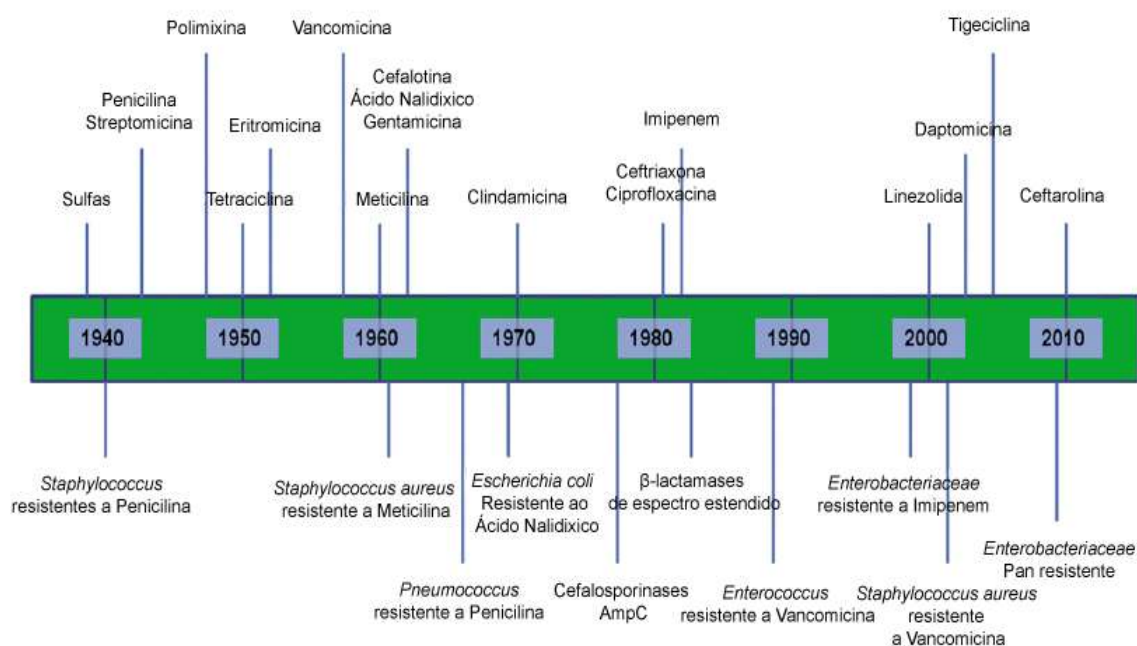 Polimixina
Vancomicina
Tigeciclina
Penicilina
Streptomicina
Eritromicina
Cefalotina
Ácido Nalidixico
Gentamicina
Imipenem
Daptomicina
Sulfas
Tetraciclina
Meticilina
Clindamicina
Ceftriaxona
Ciprofloxacina
Linezolida
Ceftarolina
1940
1950
1960
1970
1980
1990
2000
2010
Staphylococcus
resistentes a Penicilina
Staphylococcus aureus
resistente a Meticilina
Escherichia coli
Resistente ao
Ácido Nalidixico
β-lactamases
de espectro estendido
Enterobacteriaceae
resistente a Imipenem
Pneumococcus
resistente a Penicilina
Cefalosporinases
AmpC
Enterococcus
resistente a Vancomicina
Staphylococcus aureus
resistente
a Vancomicina
Enterobacteriaceae
Pan resistente